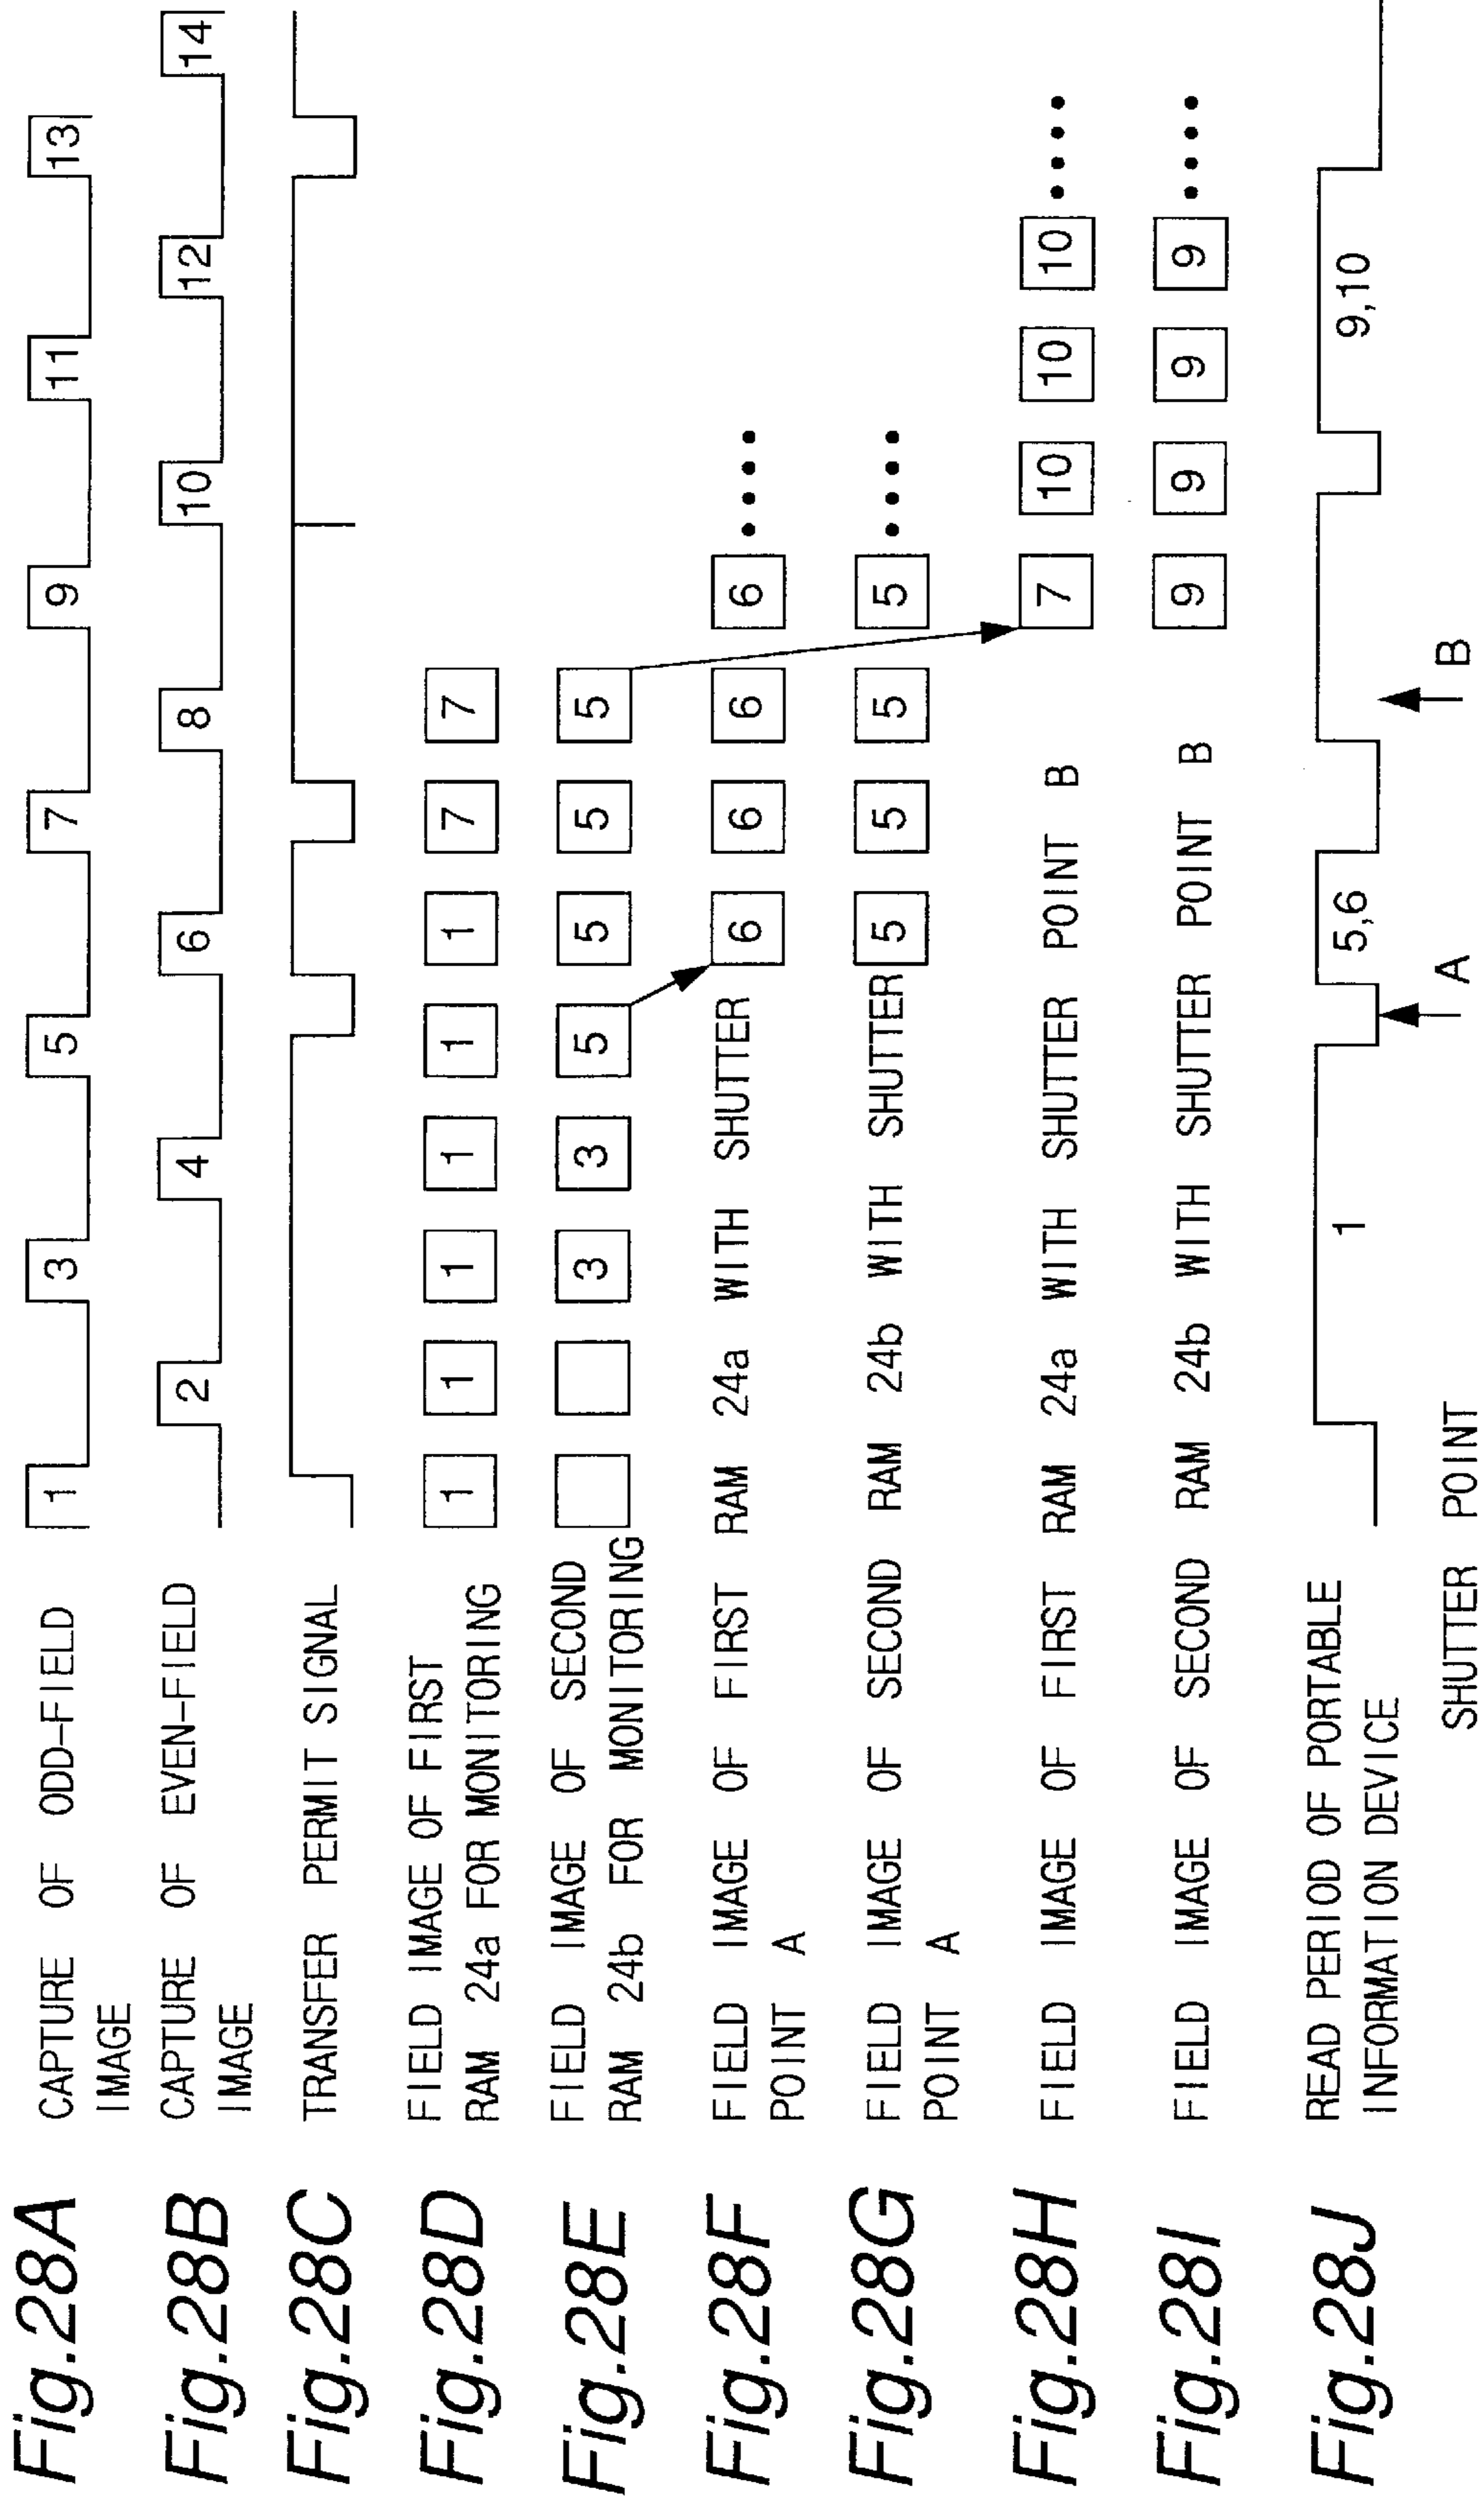 Fig.28A
CAPTURE OF ODD-FIELD
IMAGE
1 3 5 7 9 11 13
Fig.28B
CAPTURE OF EVEN-FIELD
IMAGE
2 4 6 8 10 12 14
Fig.28C
TRANSFER PERMIT SIGNAL
Fig.28D
FIELD IMAGE OF FIRST
RAM 24a FOR MONITORING
1 1 1 1 1 1 7 7
Fig.28E
FIELD IMAGE OF SECOND
RAM 24b FOR MONITORING
3 3 5 5 5 5
Fig.28F
FIELD IMAGE OF FIRST RAM 24a WITH SHUTTER
POINT A
6 6 6 6 ••••
Fig.28G
FIELD IMAGE OF SECOND RAM 24b WITH SHUTTER
POINT A
5 5 5 5 ••••
Fig.28H
FIELD IMAGE OF FIRST RAM 24a WITH SHUTTER POINT B
7 10 10 10 ••••
Fig.28I
FIELD IMAGE OF SECOND RAM 24b WITH SHUTTER POINT B
9 9 9 9 ••••
Fig.28J
READ PERIOD OF PORTABLE
INFORMATION DEVICE
1 5,6 9,10
SHUTTER POINT A B